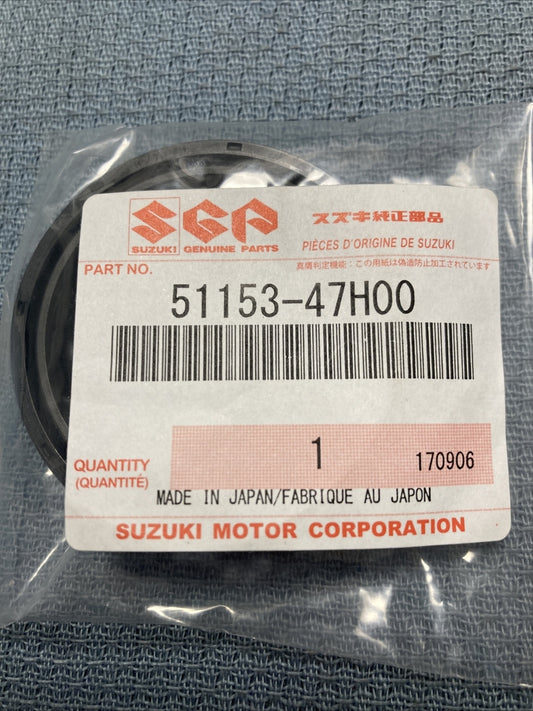 SGP スズキ純正部品
SUZUKI GENUINE PARTS PIÈCES D'ORIGINE DE SUZUKI
真贋判定機能：この用紙は偽造防止加工されています
PART NO.
51153-47H00
QUANTITY 1 170906
(QUANTITÉ)
MADE IN JAPAN/FABRIQUE AU JAPON
SUZUKI MOTOR CORPORATION